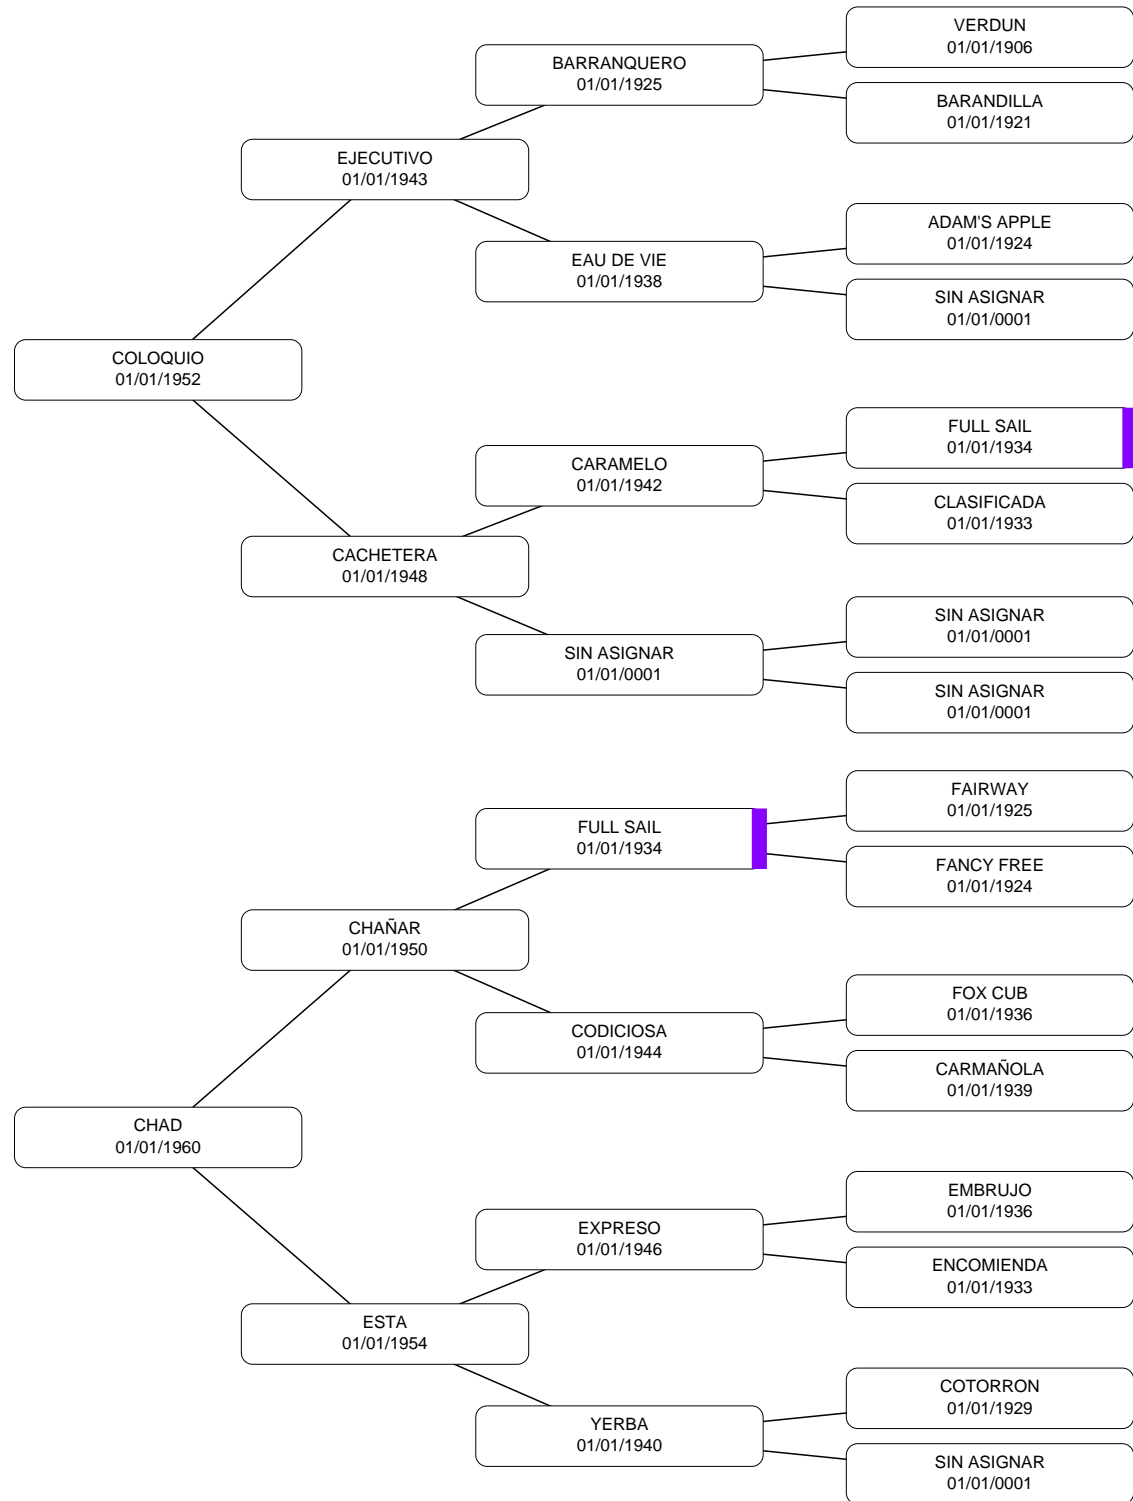 VERDUN
01/01/1906
BARRANQUERO
01/01/1925
BARANDILLA
01/01/1921
EJECUTIVO
01/01/1943
ADAM'S APPLE
01/01/1924
EAU DE VIE
01/01/1938
SIN ASIGNAR
01/01/0001
COLOQUIO
01/01/1952
FULL SAIL
01/01/1934
CARAMELO
01/01/1942
CLASIFICADA
01/01/1933
CACHETERA
01/01/1948
SIN ASIGNAR
01/01/0001
SIN ASIGNAR
01/01/0001
SIN ASIGNAR
01/01/0001
FAIRWAY
01/01/1925
FULL SAIL
01/01/1934
FANCY FREE
01/01/1924
CHAÑAR
01/01/1950
FOX CUB
01/01/1936
CODICIOSA
01/01/1944
CARMAÑOLA
01/01/1939
CHAD
01/01/1960
EMBRUJO
01/01/1936
EXPRESO
01/01/1946
ENCOMIENDA
01/01/1933
ESTA
01/01/1954
COTORRON
01/01/1929
YERBA
01/01/1940
SIN ASIGNAR
01/01/0001